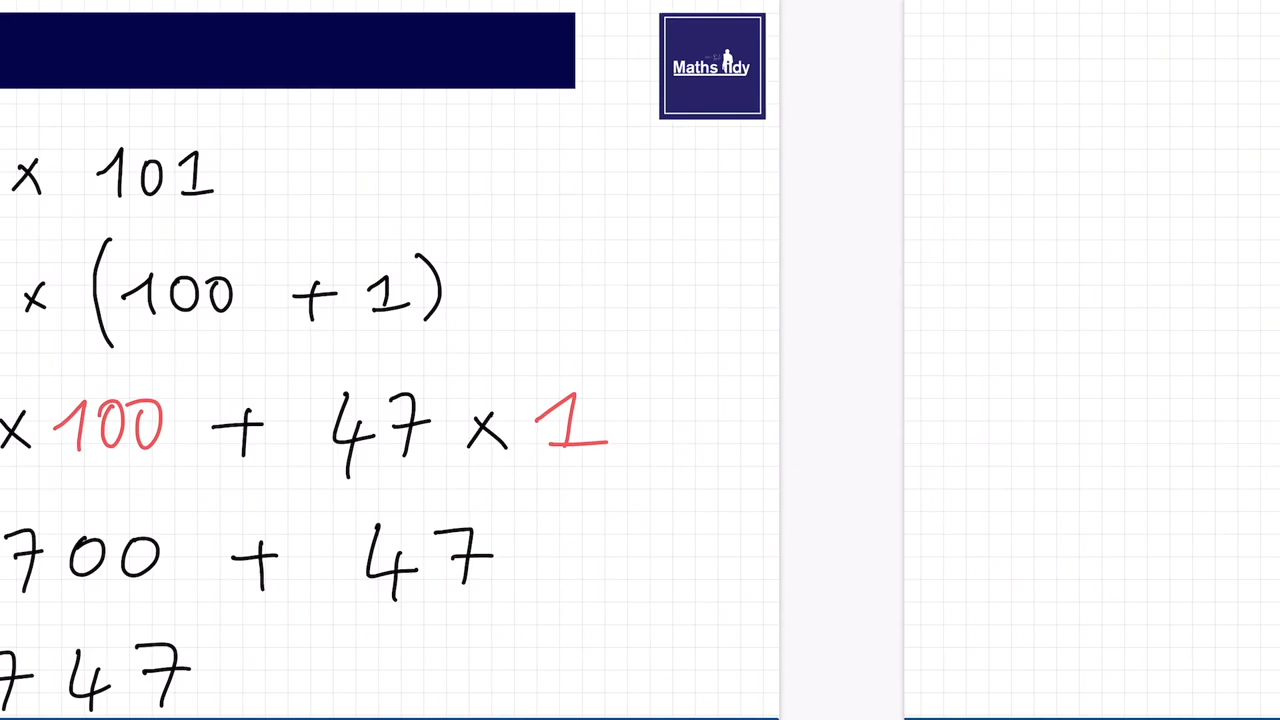 Maths Tidy
× 101
× (100 + 1)
× 100 + 47 × 1
700 + 47
747